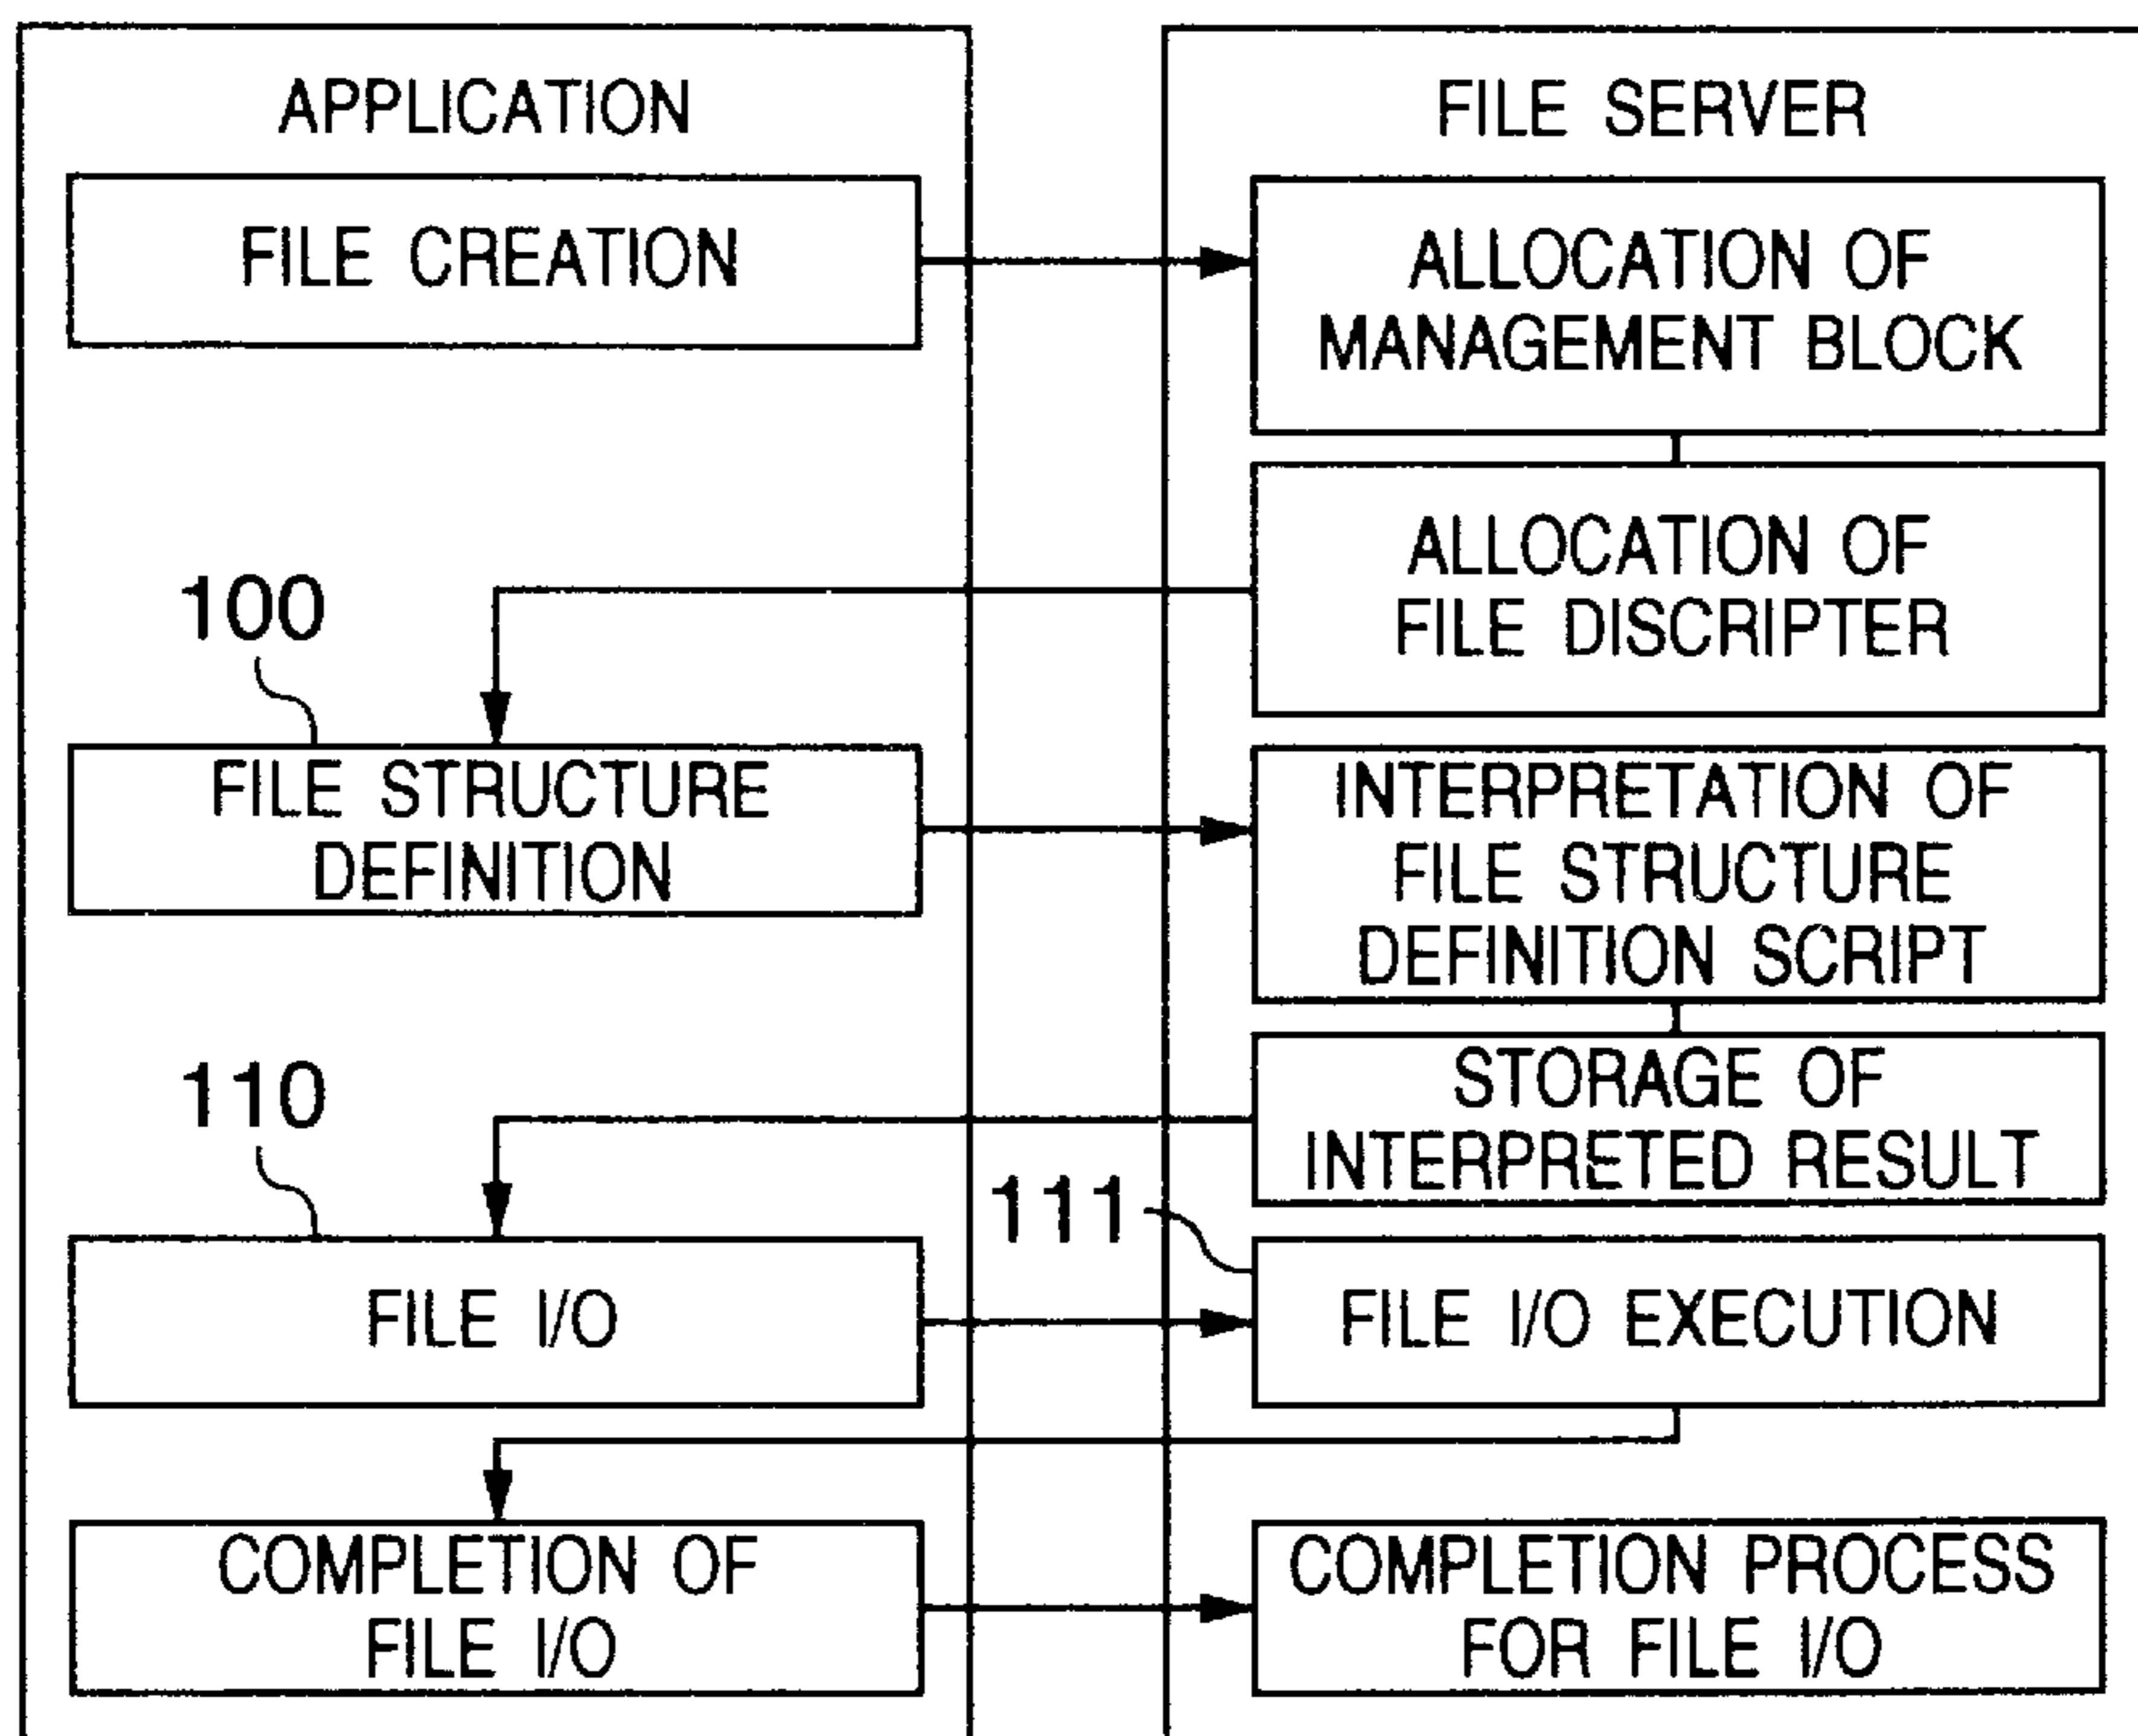 APPLICATION
FILE SERVER
FILE CREATION
ALLOCATION OF
MANAGEMENT BLOCK
ALLOCATION OF
FILE DISCRIPTER
100
FILE STRUCTURE
DEFINITION
INTERPRETATION OF
FILE STRUCTURE
DEFINITION SCRIPT
STORAGE OF
INTERPRETED RESULT
110
111
FILE I/O
FILE I/O EXECUTION
COMPLETION OF
FILE I/O
COMPLETION PROCESS
FOR FILE I/O